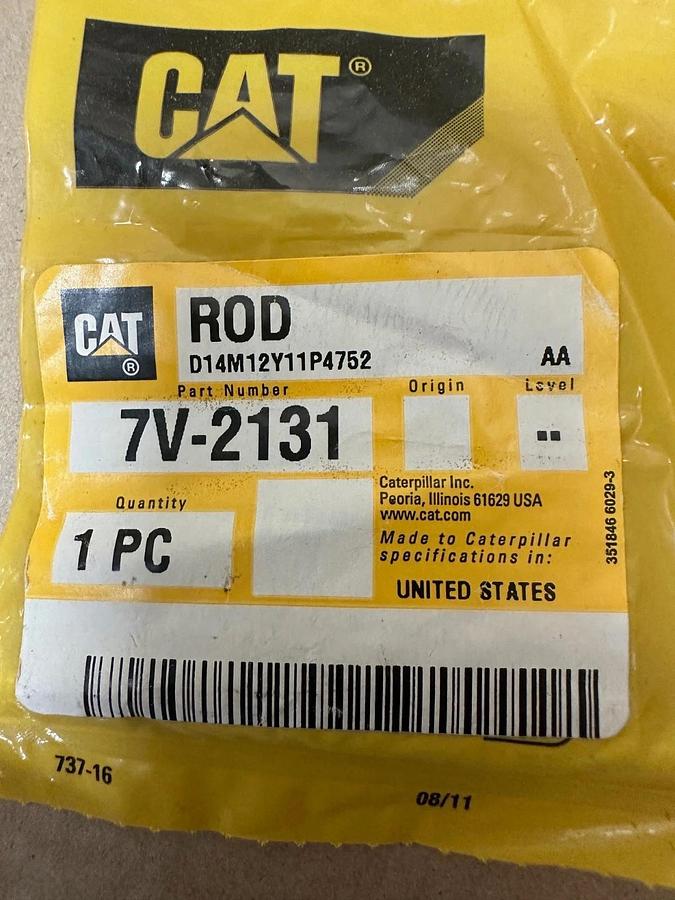 CAT®
CAT®
ROD
D14M12Y11P4752 AA
Part Number Origin Level
7V-2131 --
Quantity
1 PC
Caterpillar Inc.
Peoria, Illinois 61629 USA
www.cat.com
Made to Caterpillar
specifications in:
UNITED STATES
351846 6029-3
737-16
08/11